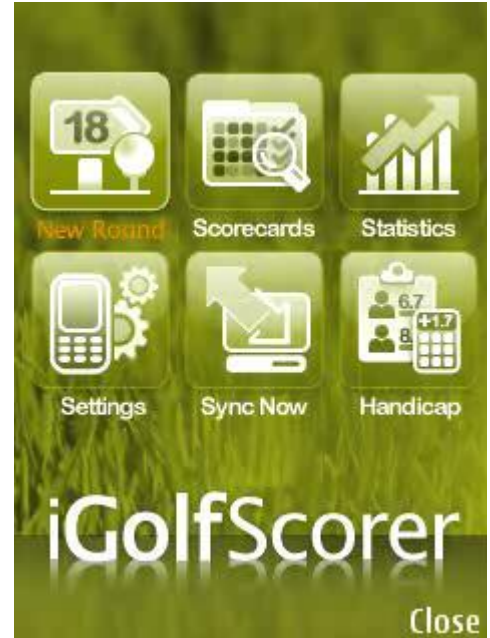 18
New Round Scorecards Statistics
6.7
+1.7
8.
Settings Sync Now Handicap
iGolfScorer
Close